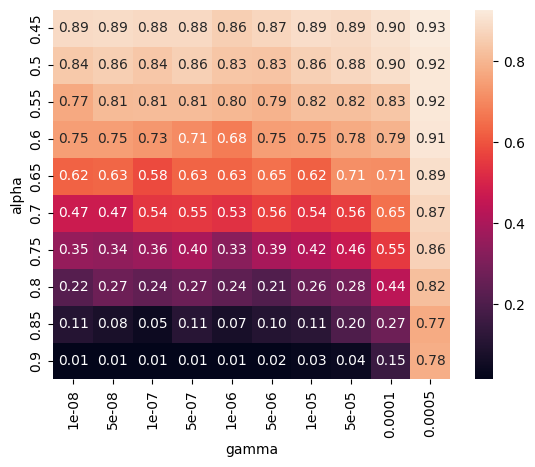 0.45 0.89 0.89 0.88 0.88 0.86 0.87 0.89 0.89 0.90 0.93
0.5 0.84 0.86 0.84 0.86 0.83 0.83 0.86 0.88 0.90 0.92
0.55 0.77 0.81 0.81 0.81 0.80 0.79 0.82 0.82 0.83 0.92
0.6 0.75 0.75 0.73 0.71 0.68 0.75 0.75 0.78 0.79 0.91
0.65 0.62 0.63 0.58 0.63 0.63 0.65 0.62 0.71 0.71 0.89
0.7 0.47 0.47 0.54 0.55 0.53 0.56 0.54 0.56 0.65 0.87
0.75 0.35 0.34 0.36 0.40 0.33 0.39 0.42 0.46 0.55 0.86
0.8 0.22 0.27 0.24 0.27 0.24 0.21 0.26 0.28 0.44 0.82
0.85 0.11 0.08 0.05 0.11 0.07 0.10 0.11 0.20 0.27 0.77
0.9 0.01 0.01 0.01 0.01 0.01 0.02 0.03 0.04 0.15 0.78
alpha
1e-08 5e-08 1e-07 5e-07 1e-06 5e-06 1e-05 5e-05 0.0001 0.0005
gamma
0.8
0.6
0.4
0.2